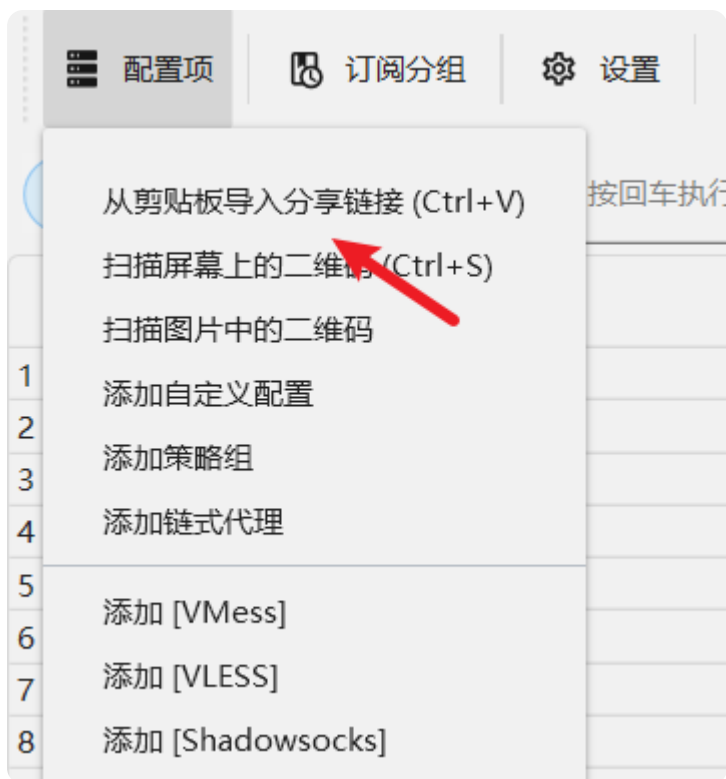 配置项 订阅分组 设置
从剪贴板导入分享链接 (Ctrl+V)
按回车执行
扫描屏幕上的二维码 (Ctrl+S)
扫描图片中的二维码
添加自定义配置
添加策略组
添加链式代理
添加 [VMess]
添加 [VLESS]
添加 [Shadowsocks]
1
2
3
4
5
6
7
8